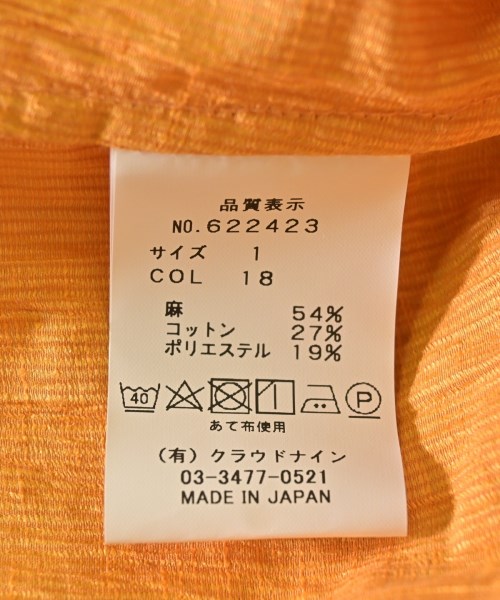 品質表示
NO.622423
サイズ 1
COL 18
麻 54%
コットン 27%
ポリエステル 19%
40 P
あて布使用
(有)クラウドナイン
03-3477-0521
MADE IN JAPAN